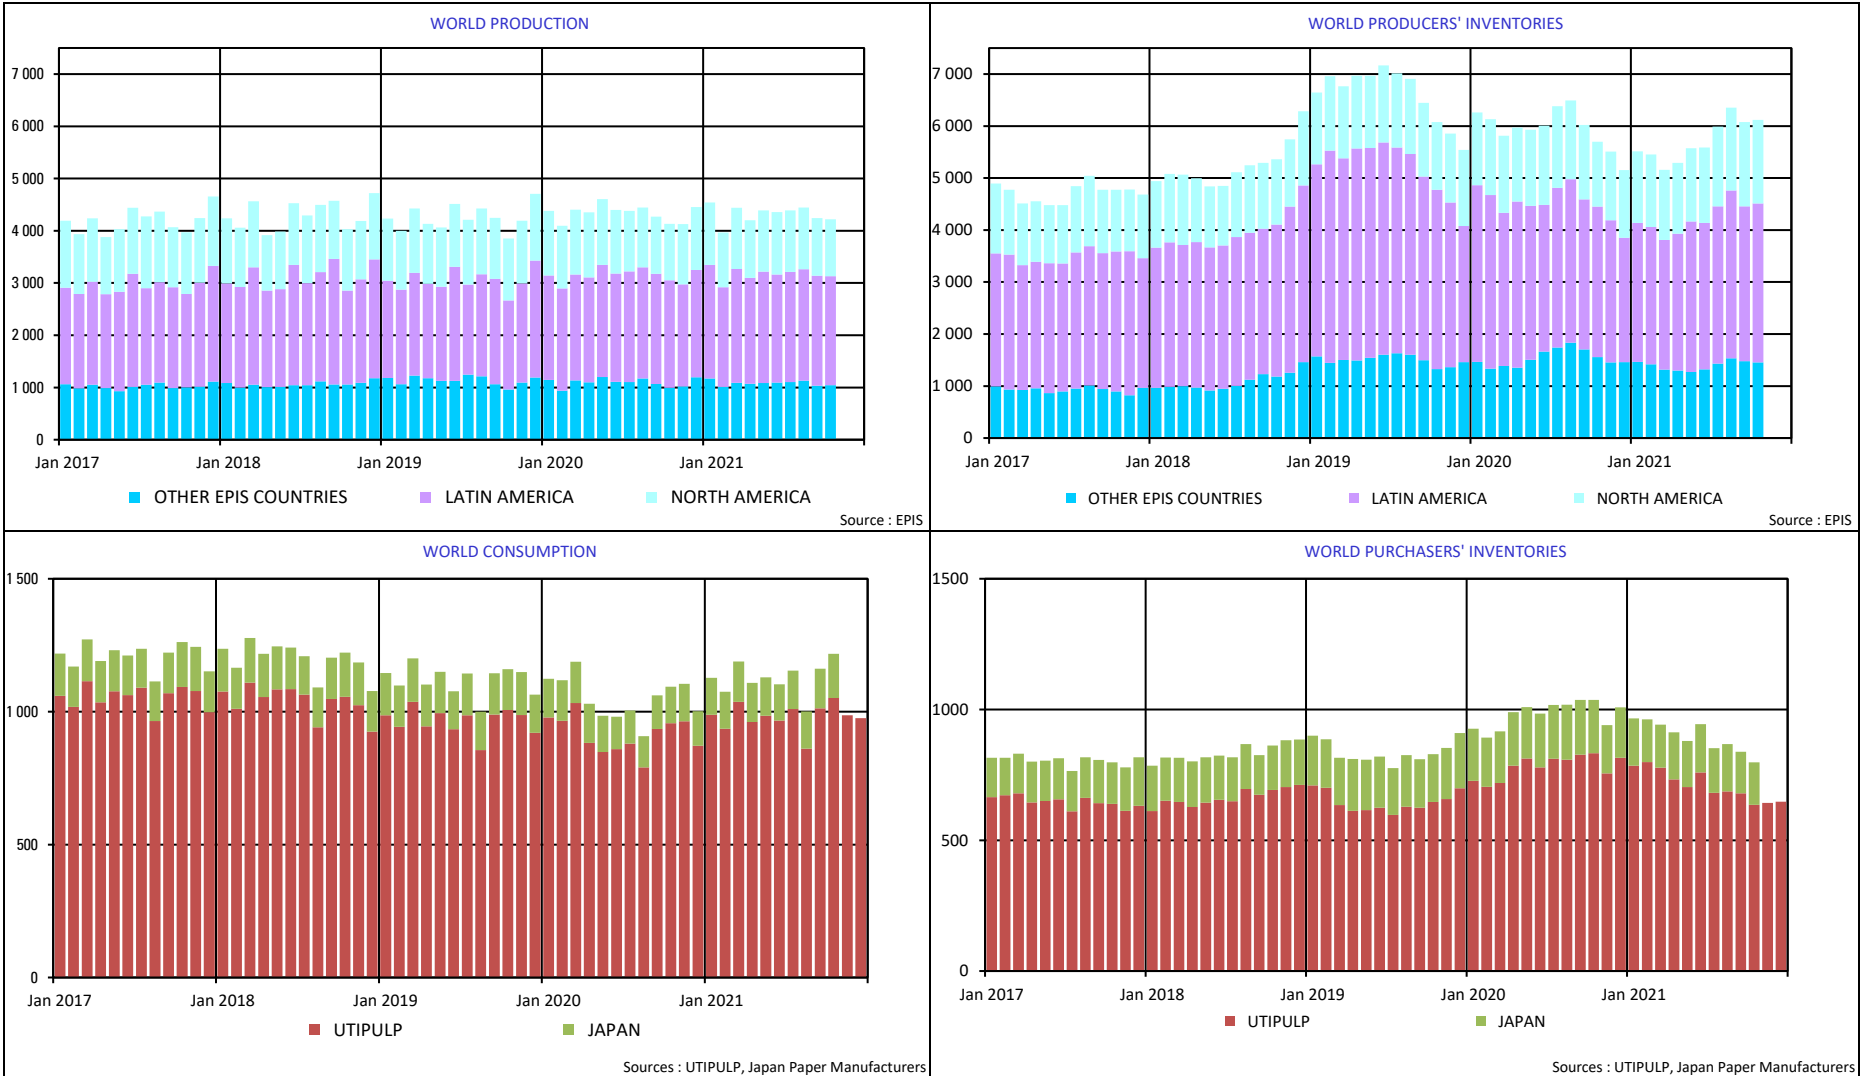 WORLD PRODUCTION
7 000
6 000
5 000
4 000
3 000
2 000
1 000
0
Jan 2017 Jan 2018 Jan 2019 Jan 2020 Jan 2021
OTHER EPIS COUNTRIES LATIN AMERICA NORTH AMERICA
Source : EPIS
WORLD PRODUCERS' INVENTORIES
7 000
6 000
5 000
4 000
3 000
2 000
1 000
0
Jan 2017 Jan 2018 Jan 2019 Jan 2020 Jan 2021
OTHER EPIS COUNTRIES LATIN AMERICA NORTH AMERICA
Source : EPIS
WORLD CONSUMPTION
1 500
1 000
500
0
Jan 2017 Jan 2018 Jan 2019 Jan 2020 Jan 2021
UTIPULP JAPAN
Sources : UTIPULP, Japan Paper Manufacturers
WORLD PURCHASERS' INVENTORIES
1500
1000
500
0
Jan 2017 Jan 2018 Jan 2019 Jan 2020 Jan 2021
UTIPULP JAPAN
Sources : UTIPULP, Japan Paper Manufacturers